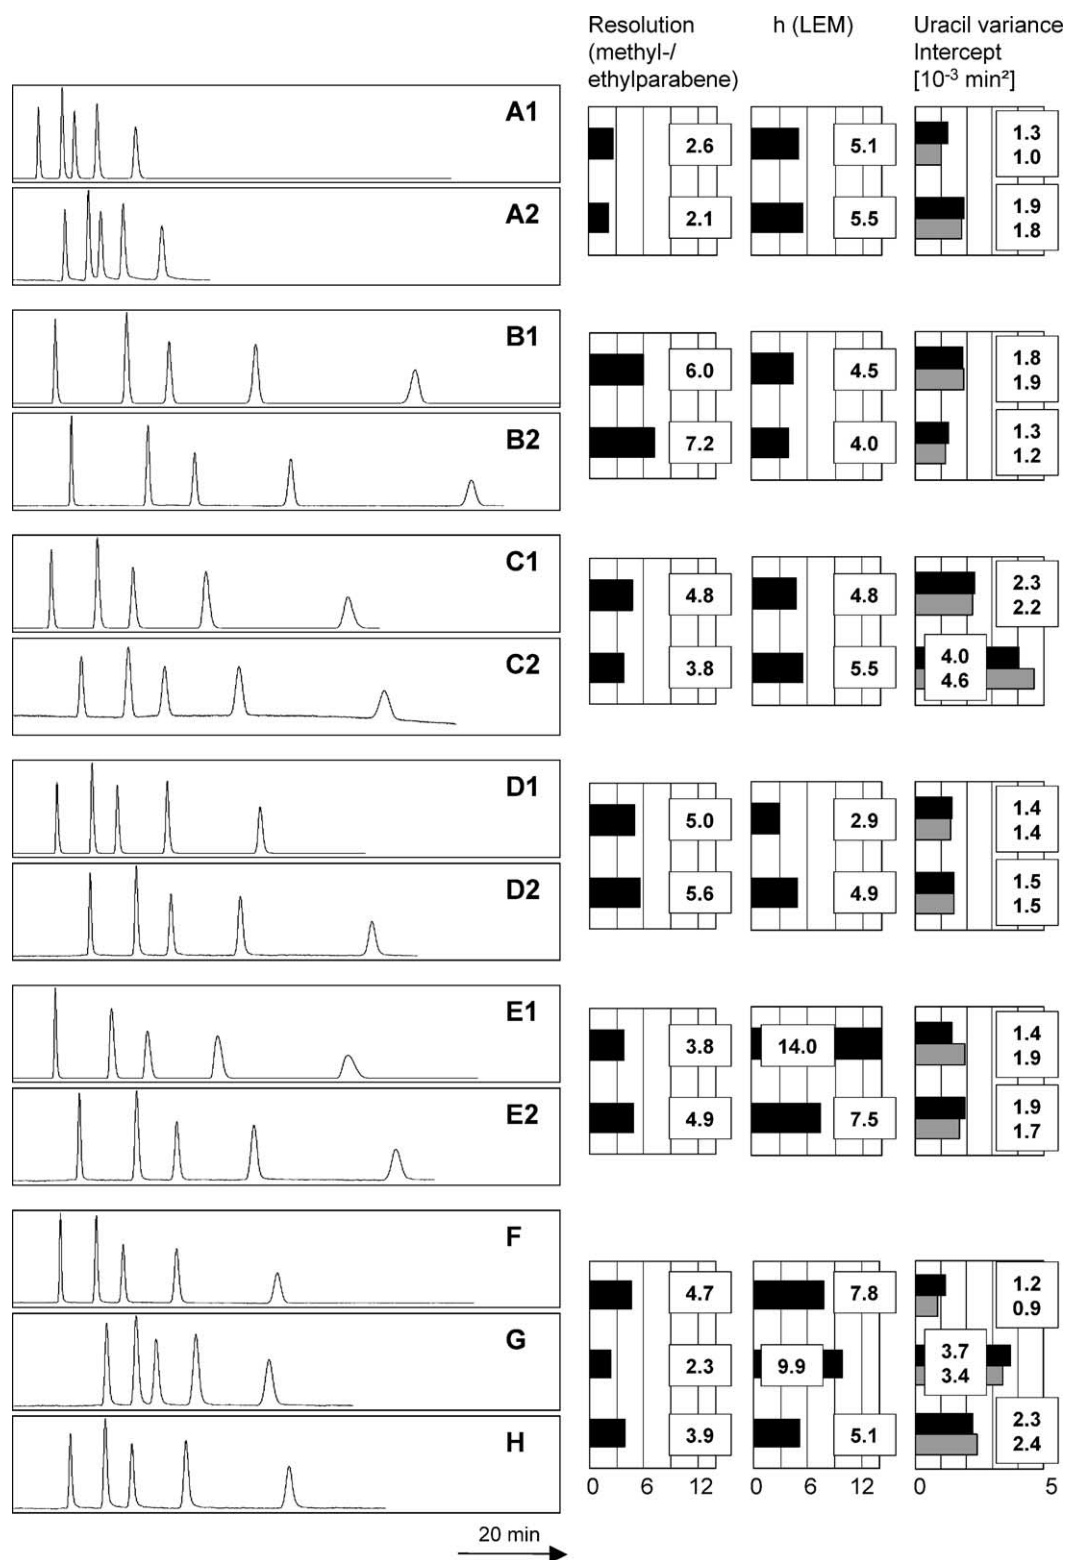 Resolution
(methyl-/
ethylparabene)
h (LEM)
Uracil variance
Intercept
[10-3 min²]
A1
2.6
5.1
1.3
1.0
A2
2.1
5.5
1.9
1.8
B1
6.0
4.5
1.8
1.9
B2
7.2
4.0
1.3
1.2
C1
4.8
4.8
2.3
2.2
C2
3.8
5.5
4.0
4.6
D1
5.0
2.9
1.4
1.4
D2
5.6
4.9
1.5
1.5
E1
3.8
14.0
1.4
1.9
E2
4.9
7.5
1.9
1.7
F
4.7
7.8
1.2
0.9
G
2.3
9.9
3.7
3.4
H
3.9
5.1
2.3
2.4
0 6 12
0 6 12
0 5
20 min